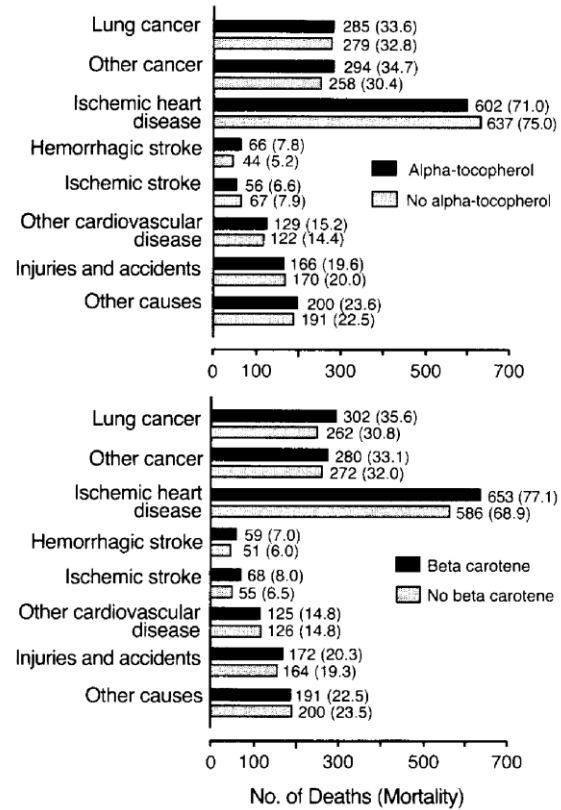 Lung cancer
285 (33.6)
279 (32.8)
Other cancer
294 (34.7)
258 (30.4)
Ischemic heart
disease
602 (71.0)
637 (75.0)
Hemorrhagic stroke
66 (7.8)
44 (5.2)
Ischemic stroke
56 (6.6)
67 (7.9)
Other cardiovascular
disease
129 (15.2)
122 (14.4)
Injuries and accidents
166 (19.6)
170 (20.0)
Other causes
200 (23.6)
191 (22.5)
Alpha-tocopherol
No alpha-tocopherol
0 100 300 500 700
Lung cancer
302 (35.6)
262 (30.8)
Other cancer
280 (33.1)
272 (32.0)
Ischemic heart
disease
653 (77.1)
586 (68.9)
Hemorrhagic stroke
59 (7.0)
51 (6.0)
Ischemic stroke
68 (8.0)
55 (6.5)
Other cardiovascular
disease
125 (14.8)
126 (14.8)
Injuries and accidents
172 (20.3)
164 (19.3)
Other causes
191 (22.5)
200 (23.5)
Beta carotene
No beta carotene
0 100 300 500 700
No. of Deaths (Mortality)